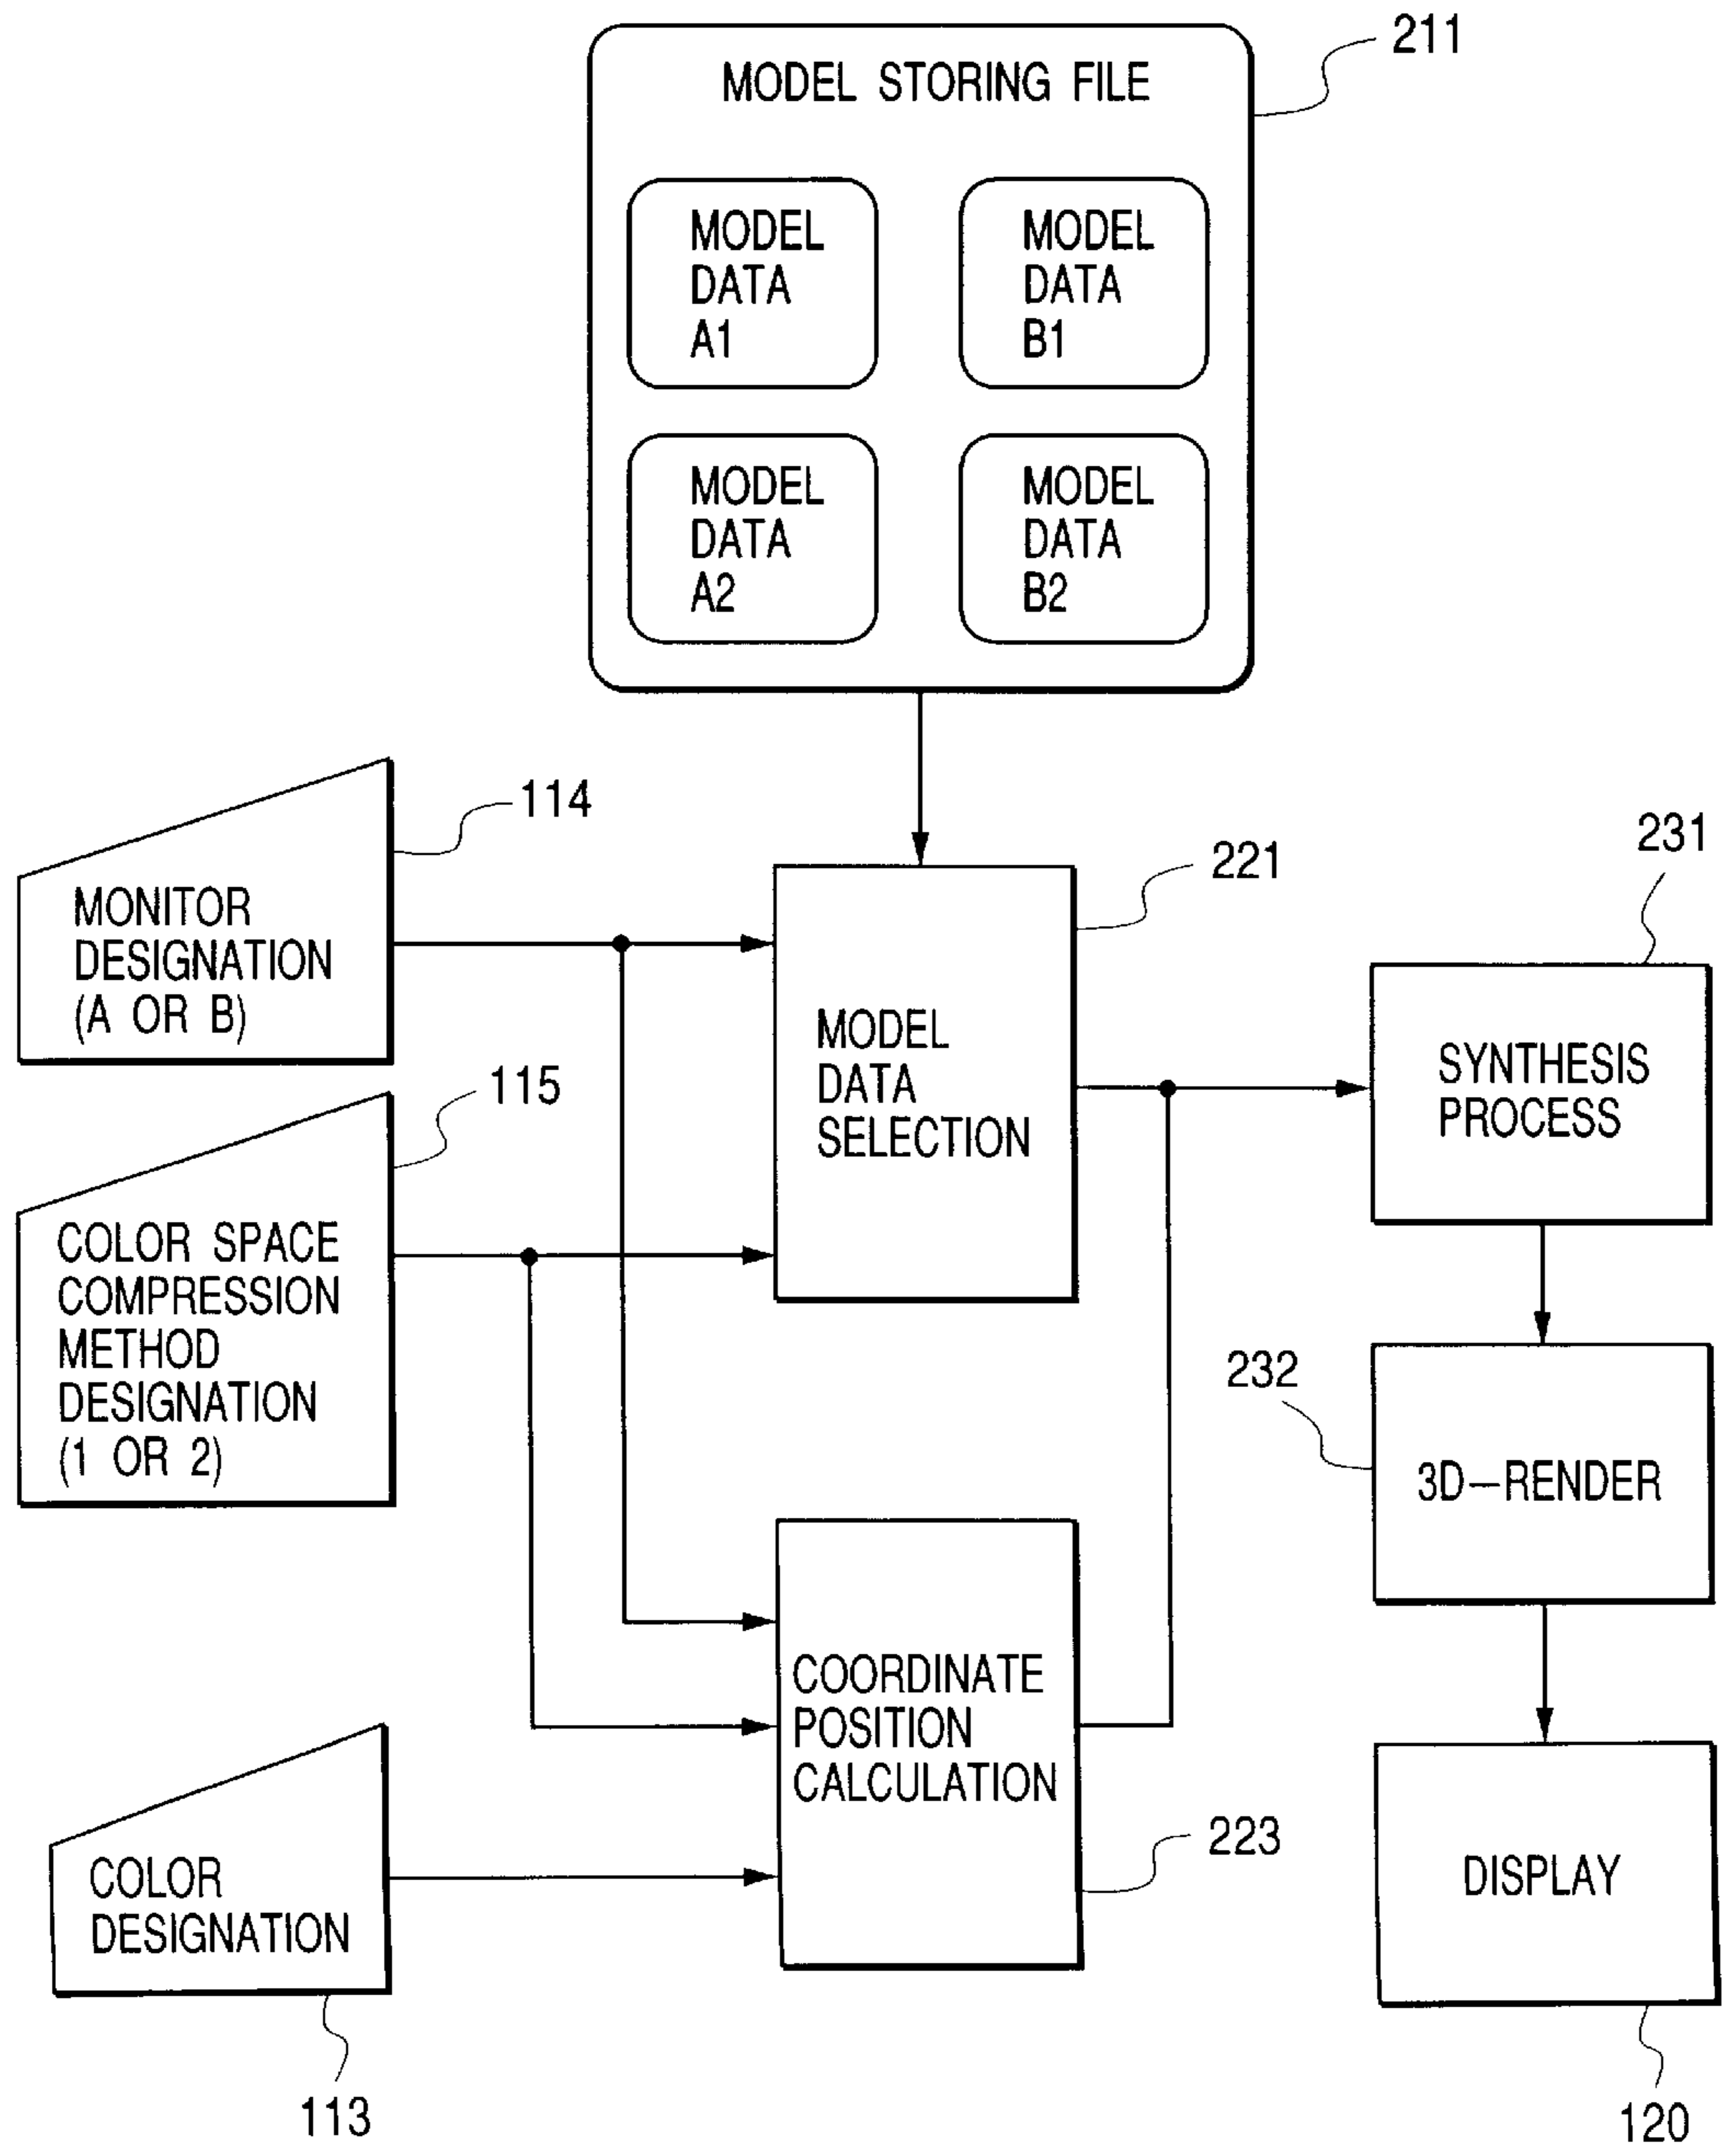 211
MODEL STORING FILE
MODEL
DATA
A1
MODEL
DATA
B1
MODEL
DATA
A2
MODEL
DATA
B2
114
MONITOR
DESIGNATION
(A OR B)
221
MODEL
DATA
SELECTION
231
SYNTHESIS
PROCESS
115
COLOR SPACE
COMPRESSION
METHOD
DESIGNATION
(1 OR 2)
232
3D-RENDER
COORDINATE
POSITION
CALCULATION
223
COLOR
DESIGNATION
113
DISPLAY
120